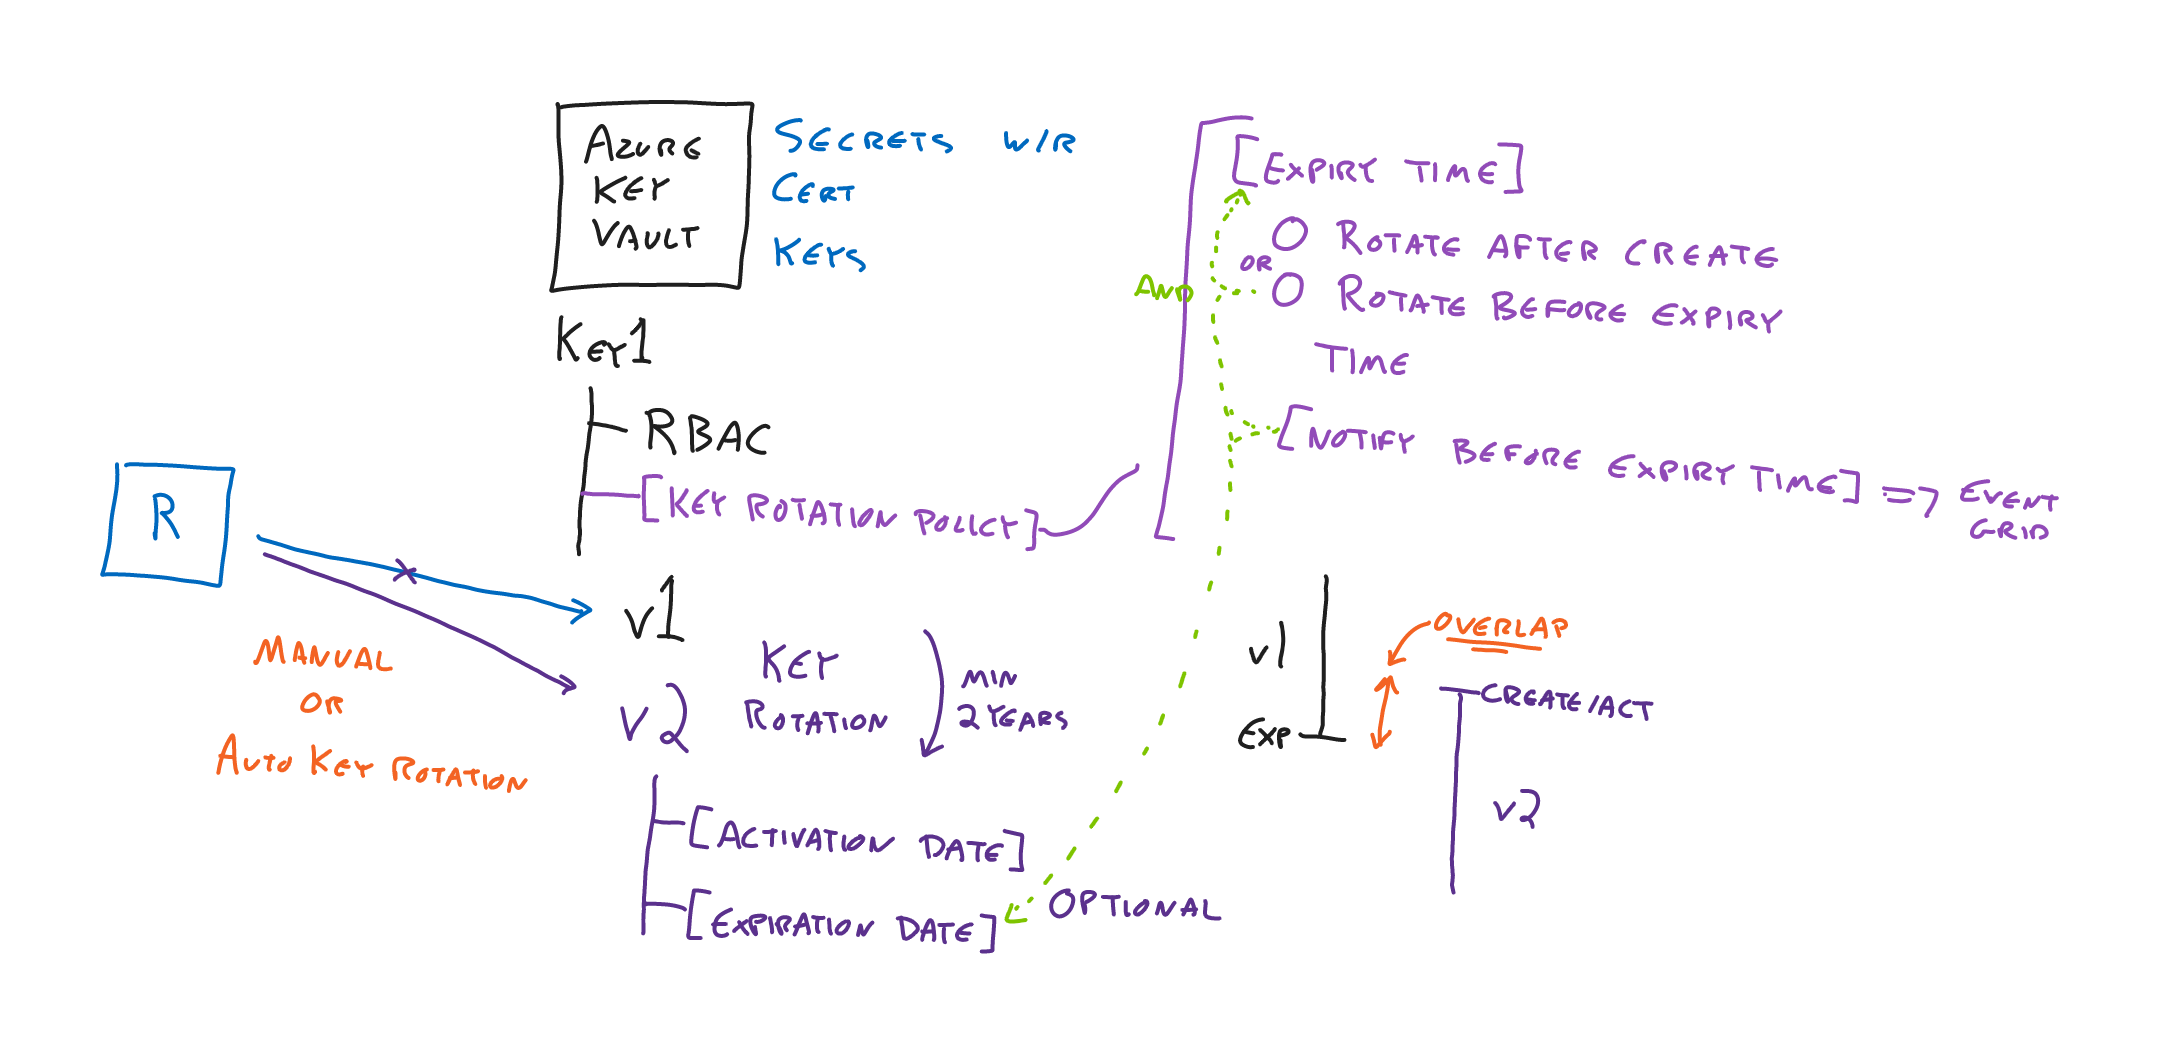 AZURE
KEY
VAULT
SECRETS W/R
CERT
KEYS
KEY1
RBAC
[KEY ROTATION POLICY]
[EXPIRY TIME]
O ROTATE AFTER CREATE
OR
O ROTATE BEFORE EXPIRY
TIME
AND
[NOTIFY BEFORE EXPIRY TIME] => EVENT
GRID
R
MANUAL
OR
AUTO KEY ROTATION
V1
V2
KEY
ROTATION
MIN
2 YEARS
[ACTIVATION DATE]
[EXPIRATION DATE]
OPTIONAL
V1
EXP
OVERLAP
CREATE/ACT
V2